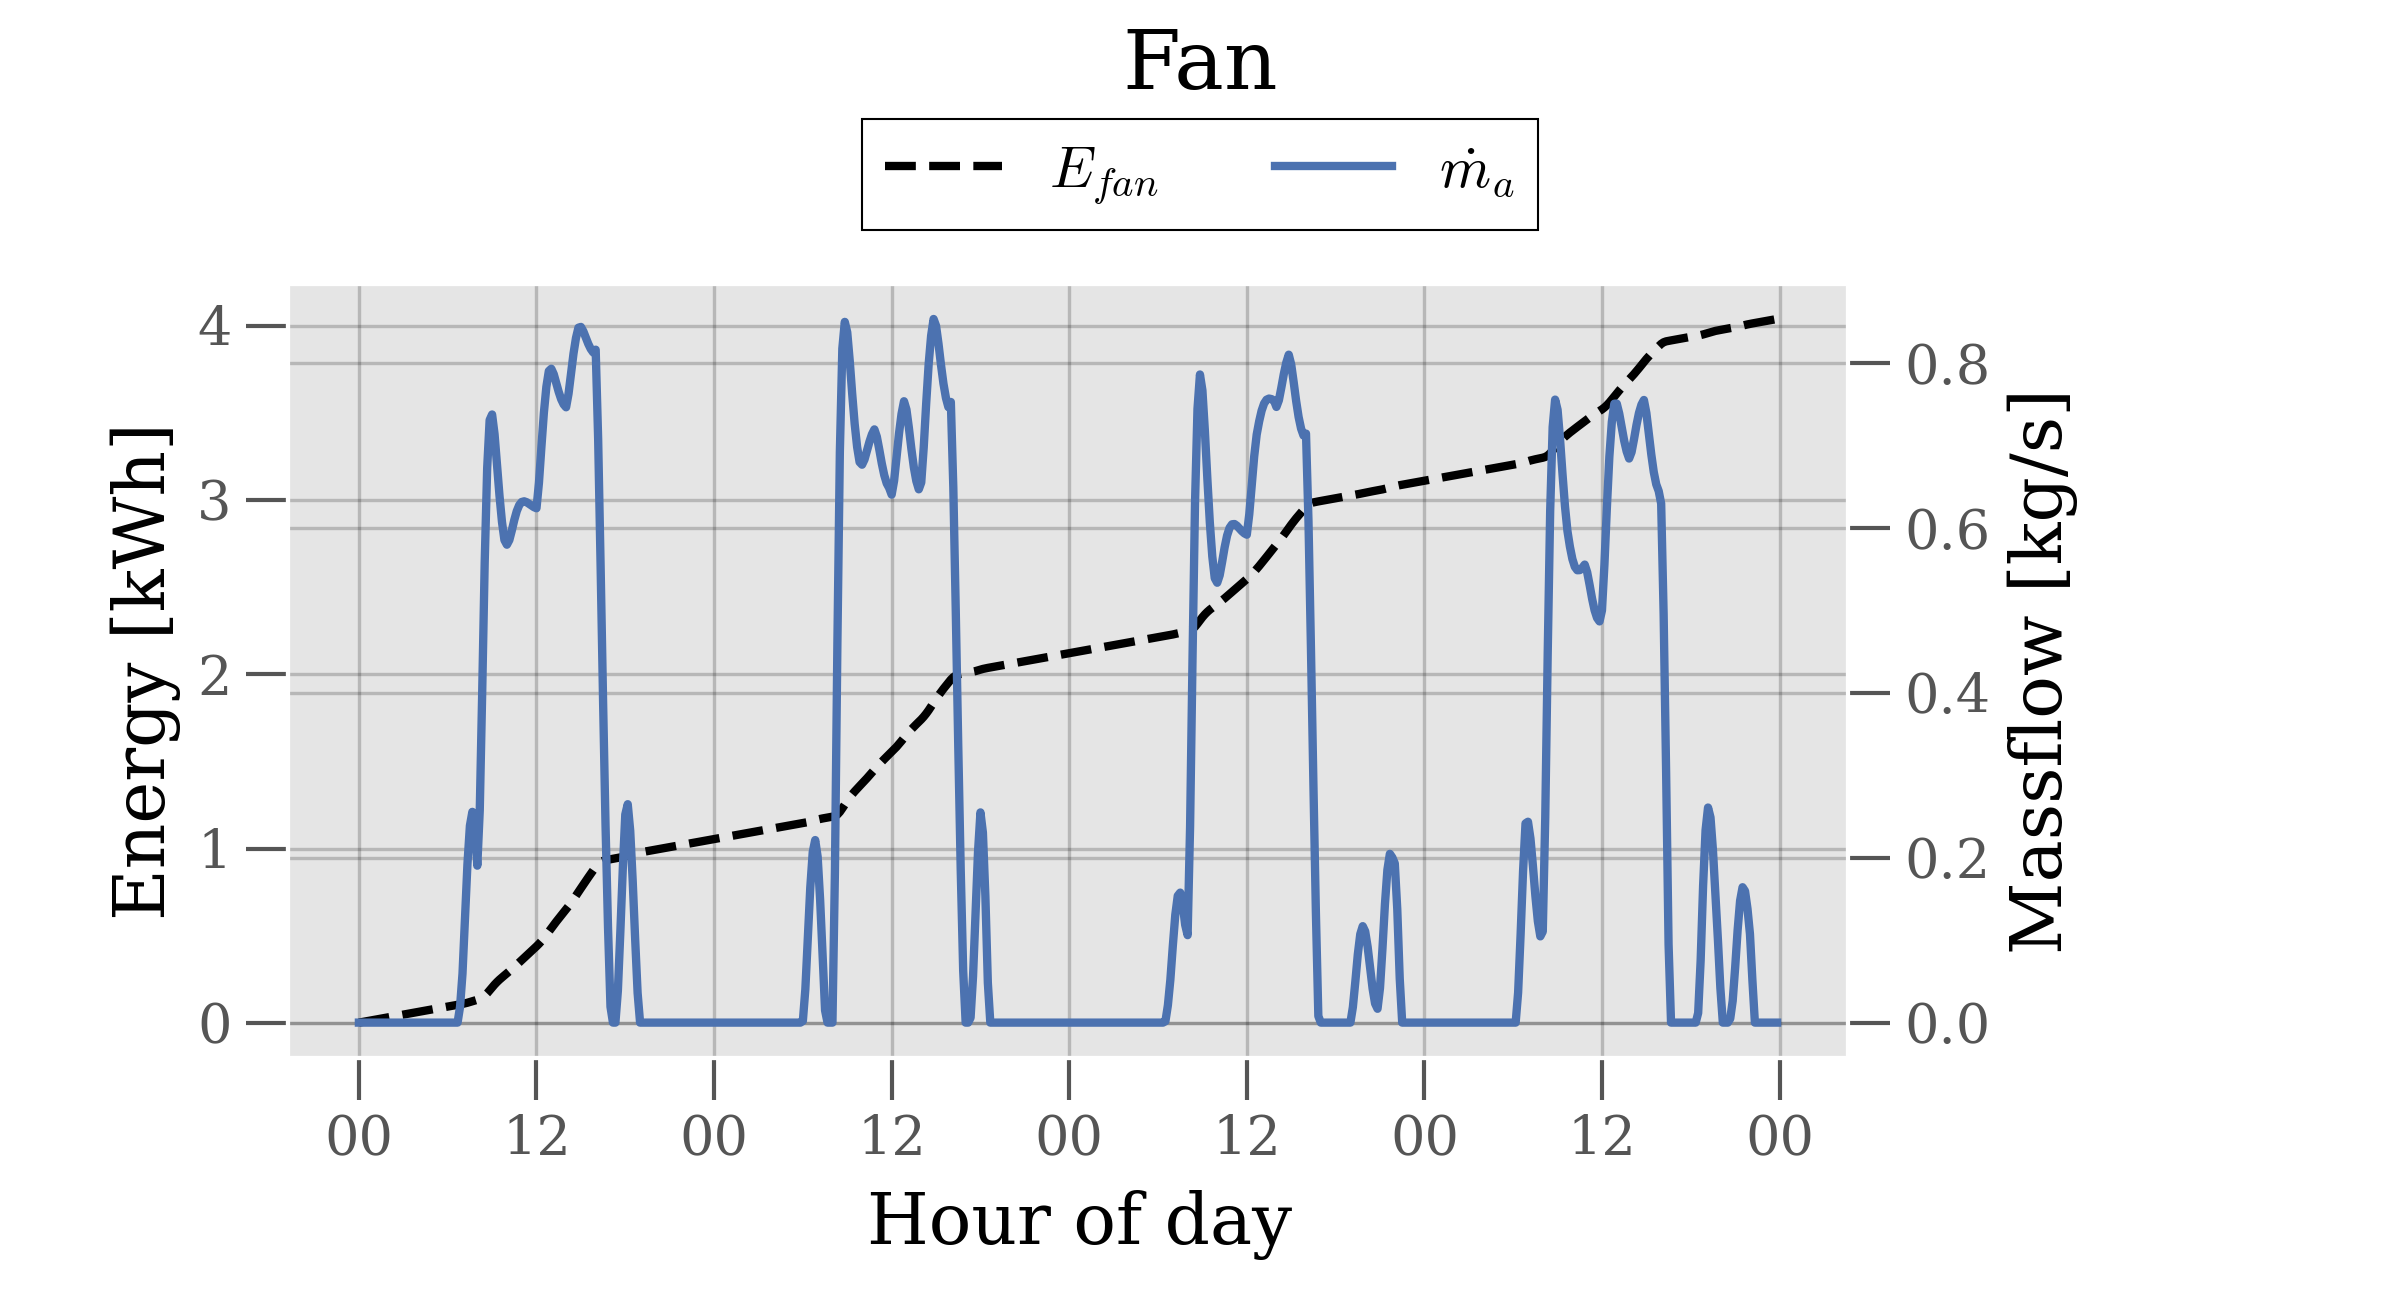 Fan
E_fan ṁ_a
Energy [kWh]
4
3
2
1
0
0.8
0.6
0.4
0.2
0.0
Massflow [kg/s]
00 12 00 12 00 12 00 12 00
Hour of day